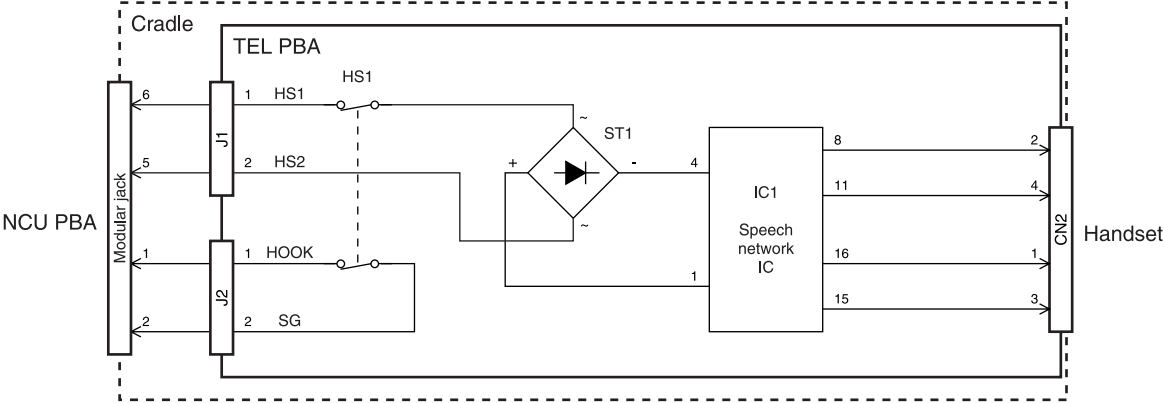 Cradle
TEL PBA
HS1
6
1
HS1
J1
~
ST1
5
2
HS2
+
-
4
8
2
11
4
IC1
Speech
network
IC
~
NCU PBA
Modular jack
CN2
Handset
1
1
HOOK
J2
16
1
1
2
2
SG
15
3